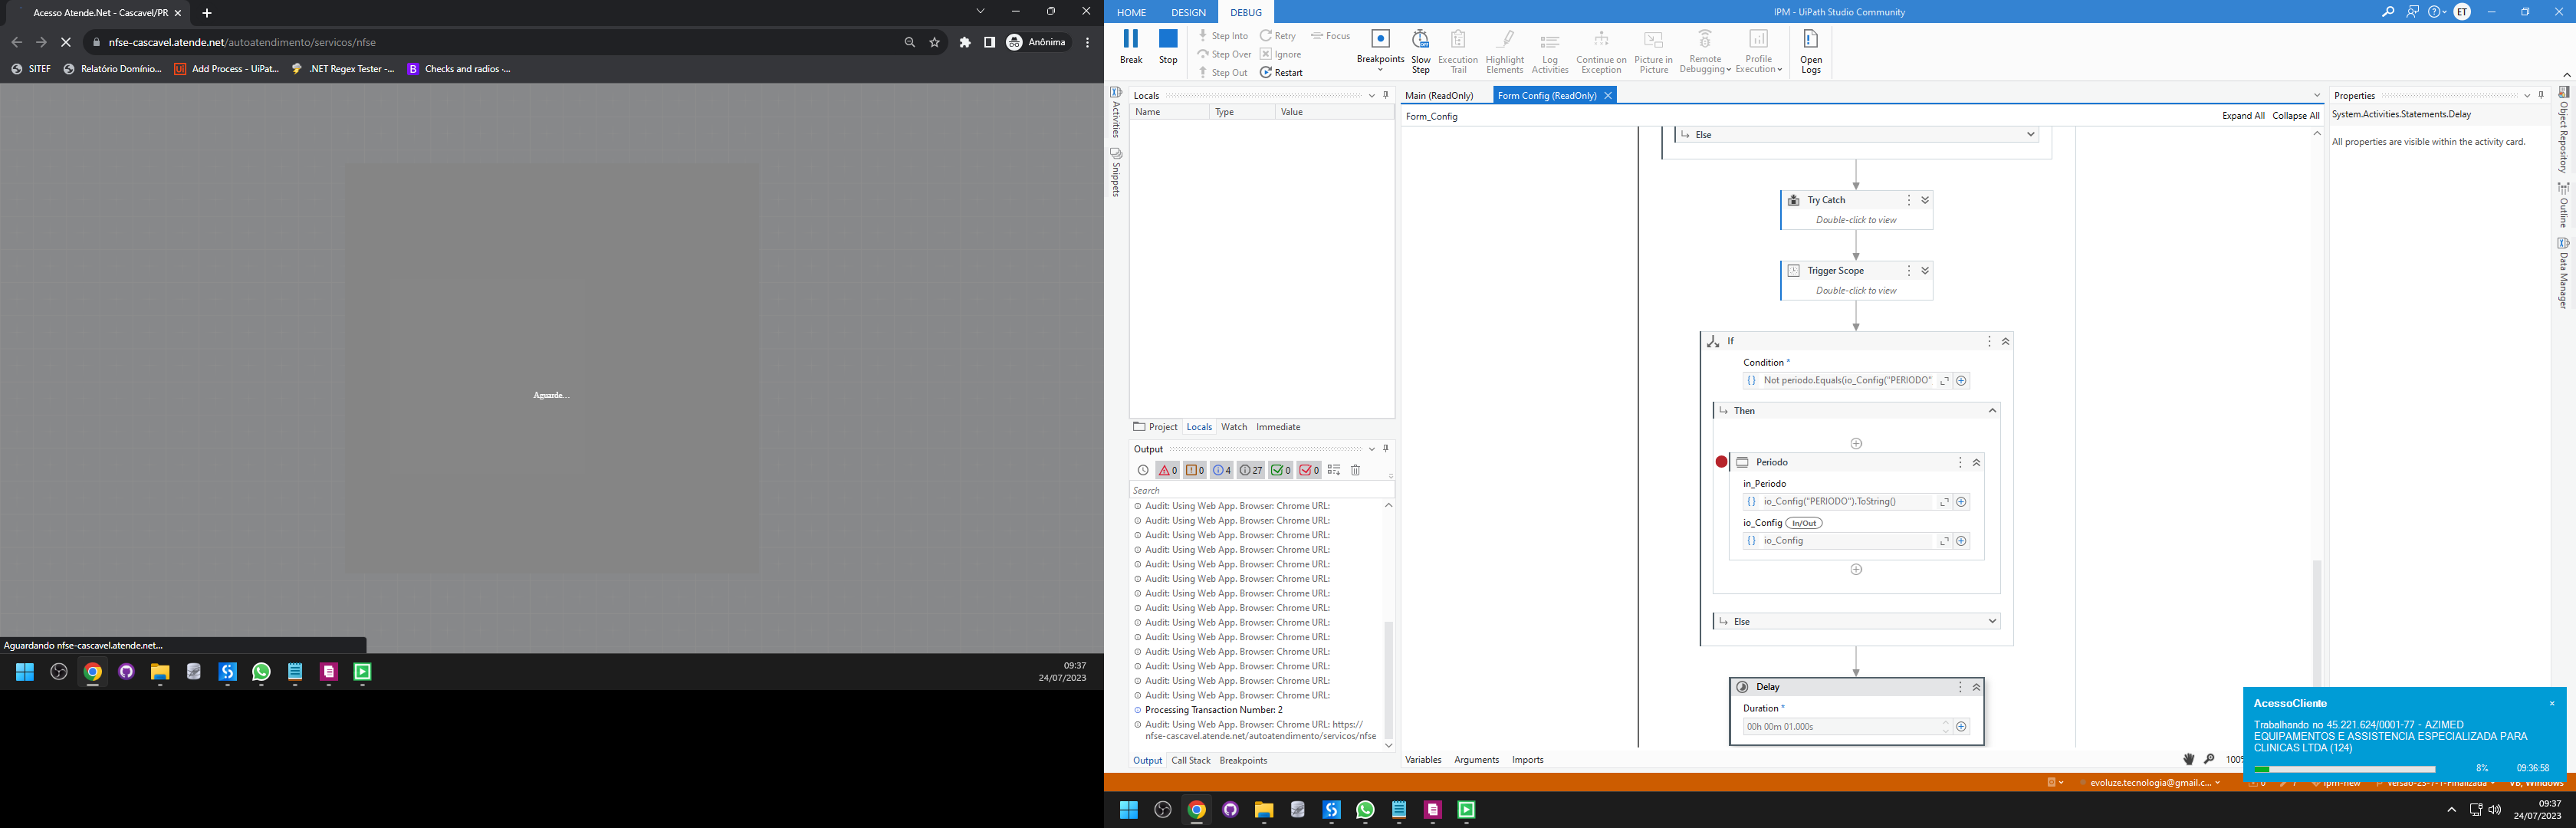 Acesso Atende.Net - Cascavel/PR
nfse-cascavel.atende.net/autoatendimento/servicos/nfse
Anônima
SITEF
Relatório Domínio...
Add Process - UiPat...
.NET Regex Tester -...
Checks and radios ·...
Aguarde...
Aguardando nfse-cascavel.atende.net...
09:37
24/07/2023
HOME DESIGN DEBUG
IPM - UiPath Studio Community
ET
Break
Stop
Step Into
Step Over
Step Out
Retry
Ignore
Restart
Focus
Breakpoints
Slow Step
Execution Trail
Highlight Elements
Log Activities
Continue on Exception
Picture in Picture
Remote Debugging
Profile Execution
Open Logs
Activities
Snippets
Locals
Name Type Value
Project Locals Watch Immediate
Output
0 0 4 27 0 0
Search
Audit: Using Web App. Browser: Chrome URL:
Audit: Using Web App. Browser: Chrome URL:
Audit: Using Web App. Browser: Chrome URL:
Audit: Using Web App. Browser: Chrome URL:
Audit: Using Web App. Browser: Chrome URL:
Audit: Using Web App. Browser: Chrome URL:
Audit: Using Web App. Browser: Chrome URL:
Audit: Using Web App. Browser: Chrome URL:
Audit: Using Web App. Browser: Chrome URL:
Audit: Using Web App. Browser: Chrome URL:
Audit: Using Web App. Browser: Chrome URL:
Audit: Using Web App. Browser: Chrome URL:
Audit: Using Web App. Browser: Chrome URL:
Audit: Using Web App. Browser: Chrome URL:
Processing Transaction Number: 2
Audit: Using Web App. Browser: Chrome URL: https://
nfse-cascavel.atende.net/autoatendimento/servicos/nfse
Output Call Stack Breakpoints
Main (ReadOnly)
Form Config (ReadOnly)
Form_Config
Expand All Collapse All
Else
Try Catch
Double-click to view
Trigger Scope
Double-click to view
If
Condition *
Not periodo.Equals(io_Config("PERIODO"
Then
Periodo
in_Periodo
io_Config("PERIODO").ToString()
io_Config In/Out
io_Config
Else
Delay
Duration *
00h 00m 01.000s
Variables Arguments Imports
100%
Properties
System.Activities.Statements.Delay
All properties are visible within the activity card.
Object Repository
Outline
Data Manager
AcessoCliente
Trabalhando no 45.221.624/0001-77 - AZIMED
EQUIPAMENTOS E ASSISTENCIA ESPECIALIZADA PARA
CLINICAS LTDA (124)
8% 09:36:58
evoluze.tecnologia@gmail.c...
0
7
ipm-new
versao-23-7-1-Finalizada
VB, Windows
09:37
24/07/2023